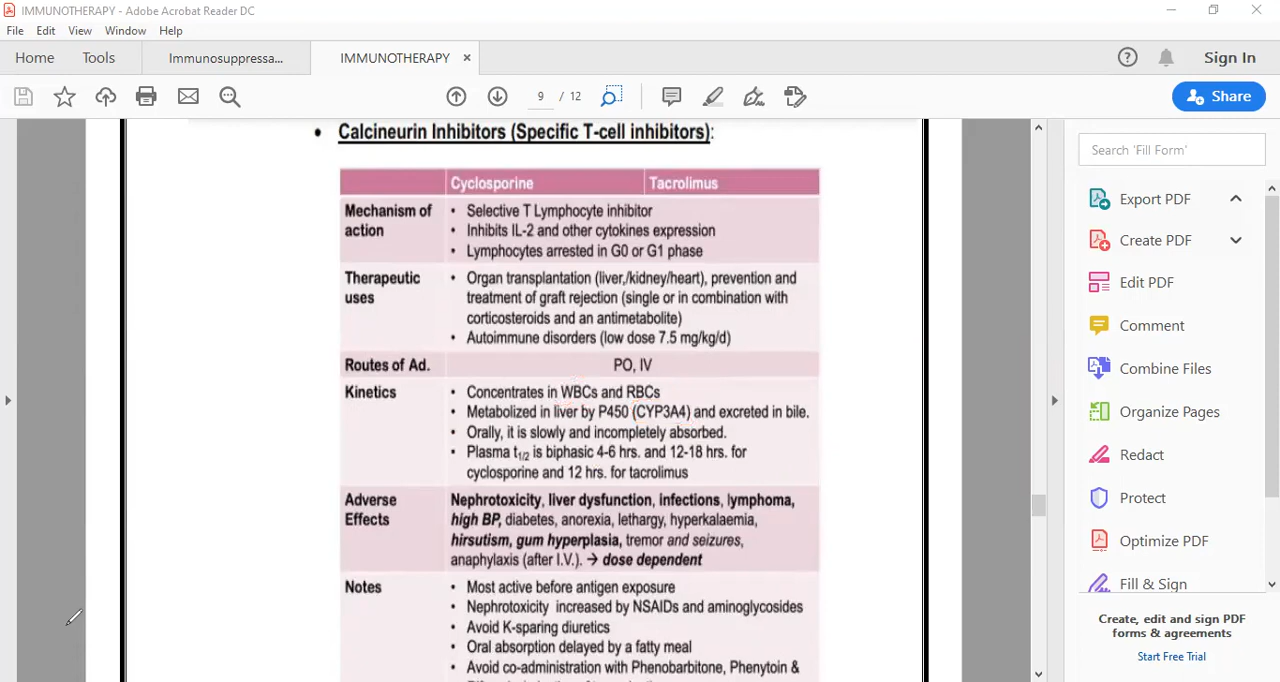 IMMUNOTHERAPY - Adobe Acrobat Reader DC
File Edit View Window Help
Home Tools Immunosuppressa... IMMUNOTHERAPY × Sign In
9 / 12 Share
• Calcineurin Inhibitors (Specific T-cell inhibitors):
Cyclosporine Tacrolimus
Mechanism of action
• Selective T Lymphocyte inhibitor
• Inhibits IL-2 and other cytokines expression
• Lymphocytes arrested in G0 or G1 phase
Therapeutic uses
• Organ transplantation (liver,/kidney/heart), prevention and
treatment of graft rejection (single or in combination with
corticosteroids and an antimetabolite)
• Autoimmune disorders (low dose 7.5 mg/kg/d)
Routes of Ad. PO, IV
Kinetics
• Concentrates in WBCs and RBCs
• Metabolized in liver by P450 (CYP3A4) and excreted in bile.
• Orally, it is slowly and incompletely absorbed.
• Plasma t1/2 is biphasic 4-6 hrs. and 12-18 hrs. for
cyclosporine and 12 hrs. for tacrolimus
Adverse Effects
Nephrotoxicity, liver dysfunction, infections, lymphoma,
high BP, diabetes, anorexia, lethargy, hyperkalaemia,
hirsutism, gum hyperplasia, tremor and seizures,
anaphylaxis (after I.V.). → dose dependent
Notes
• Most active before antigen exposure
• Nephrotoxicity increased by NSAIDs and aminoglycosides
• Avoid K-sparing diuretics
• Oral absorption delayed by a fatty meal
• Avoid co-administration with Phenobarbitone, Phenytoin &
Search 'Fill Form'
Export PDF
Create PDF
Edit PDF
Comment
Combine Files
Organize Pages
Redact
Protect
Optimize PDF
Fill & Sign
Create, edit and sign PDF
forms & agreements
Start Free Trial